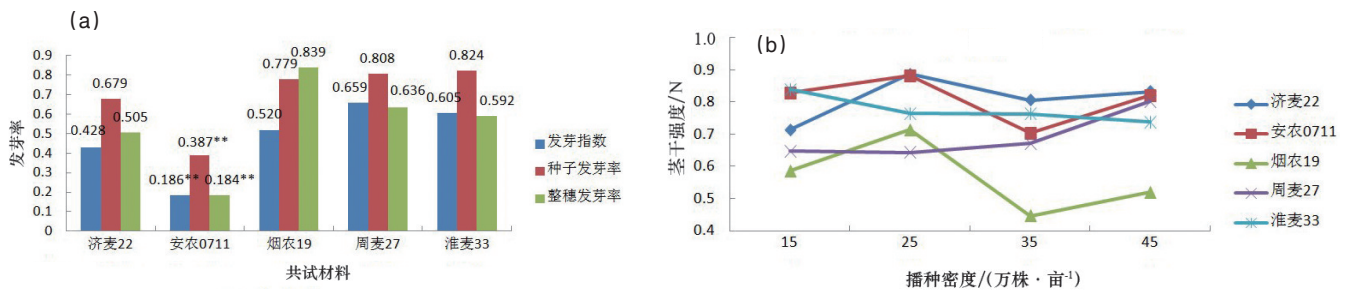 (a)
发芽率
0.9
0.8
0.7
0.6
0.5
0.4
0.3
0.2
0.1
0
0.428
0.679
0.505
0.186**
0.387**
0.184**
0.520
0.779
0.839
0.659
0.808
0.636
0.605
0.824
0.592
济麦22
安农0711
烟农19
周麦27
淮麦33
共试材料
发芽指数
种子发芽率
整穗发芽率
(b)
茎干强度/N
1.0
0.9
0.8
0.7
0.6
0.5
0.4
15
25
35
45
播种密度/(万株·亩⁻¹)
济麦22
安农0711
烟农19
周麦27
淮麦33